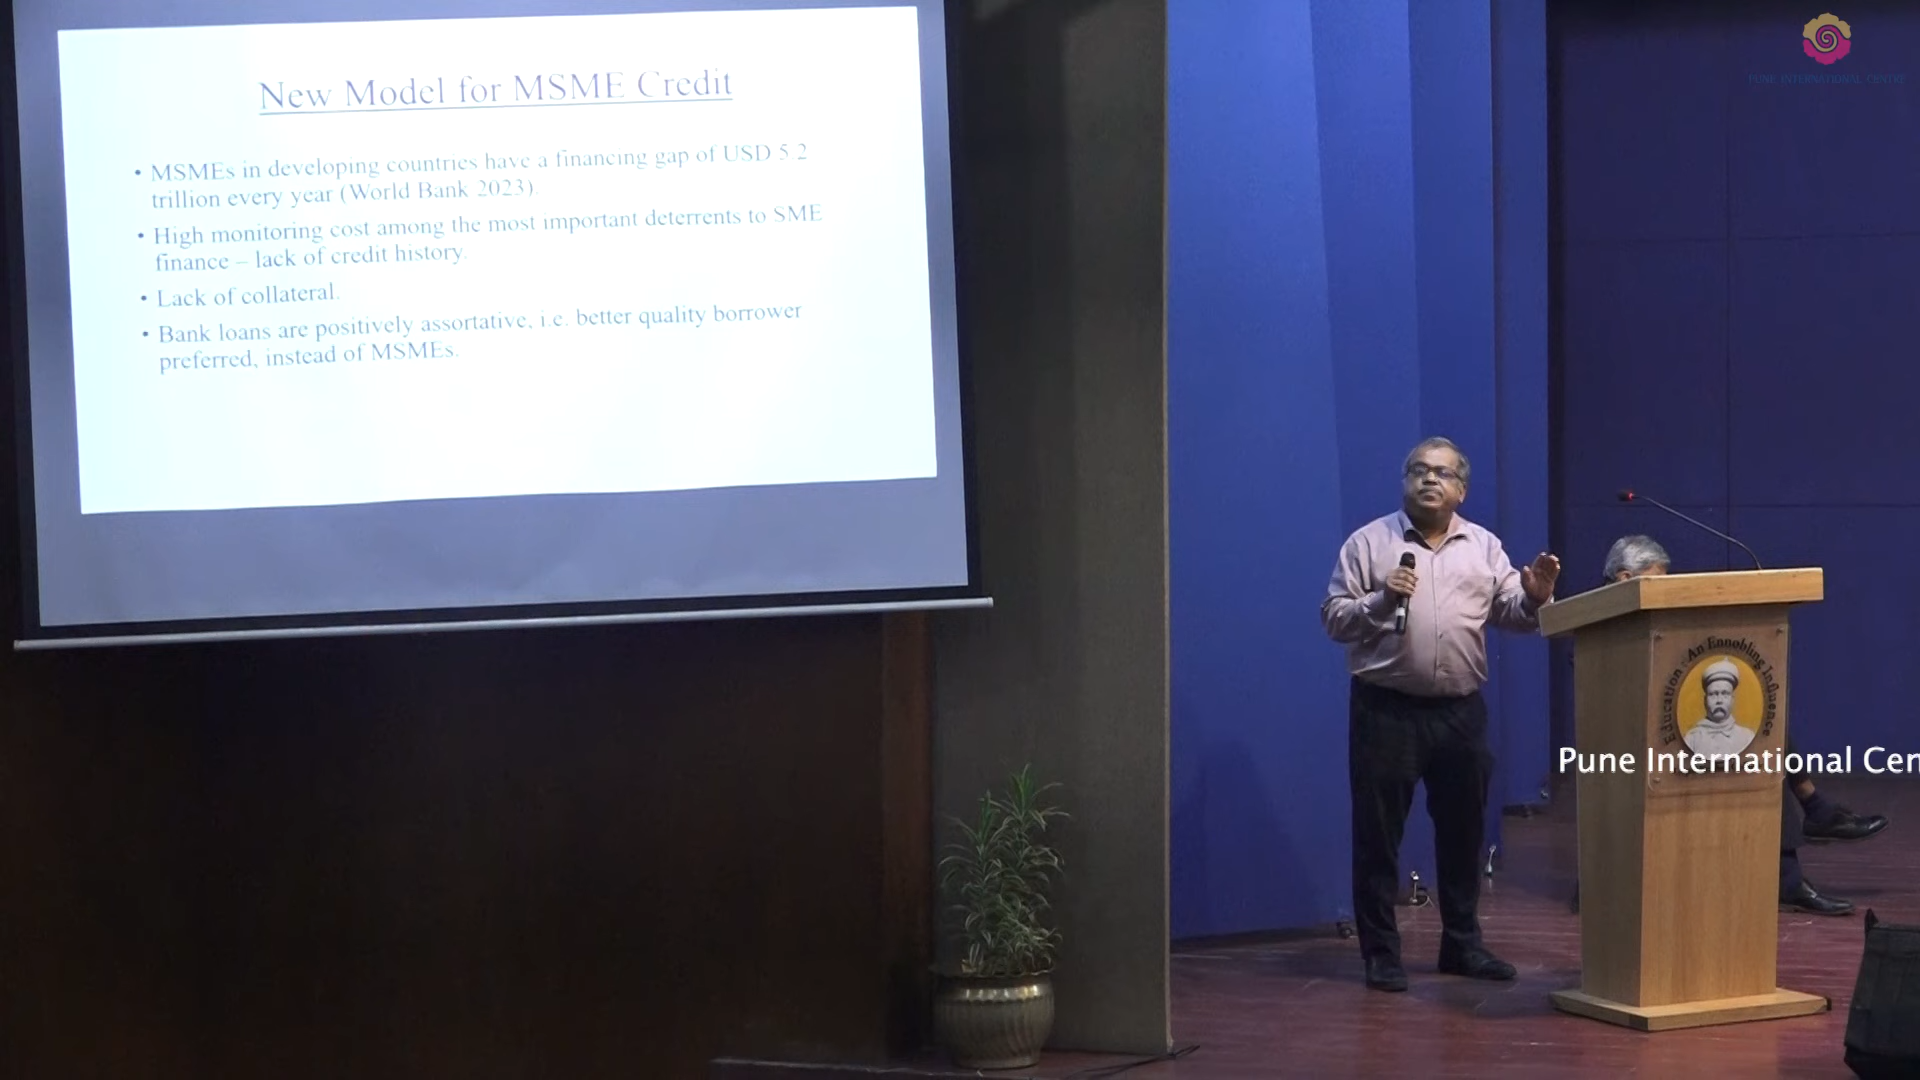 New Model for MSME Credit
• MSMEs in developing countries have a financing gap of USD 5.2
trillion every year (World Bank 2023).
• High monitoring cost among the most important deterrents to SME
finance – lack of credit history.
• Lack of collateral.
• Bank loans are positively assortative, i.e. better quality borrower
preferred, instead of MSMEs.
PUNE INTERNATIONAL CENTRE
Education : An Ennobling Influence
Pune International Cen